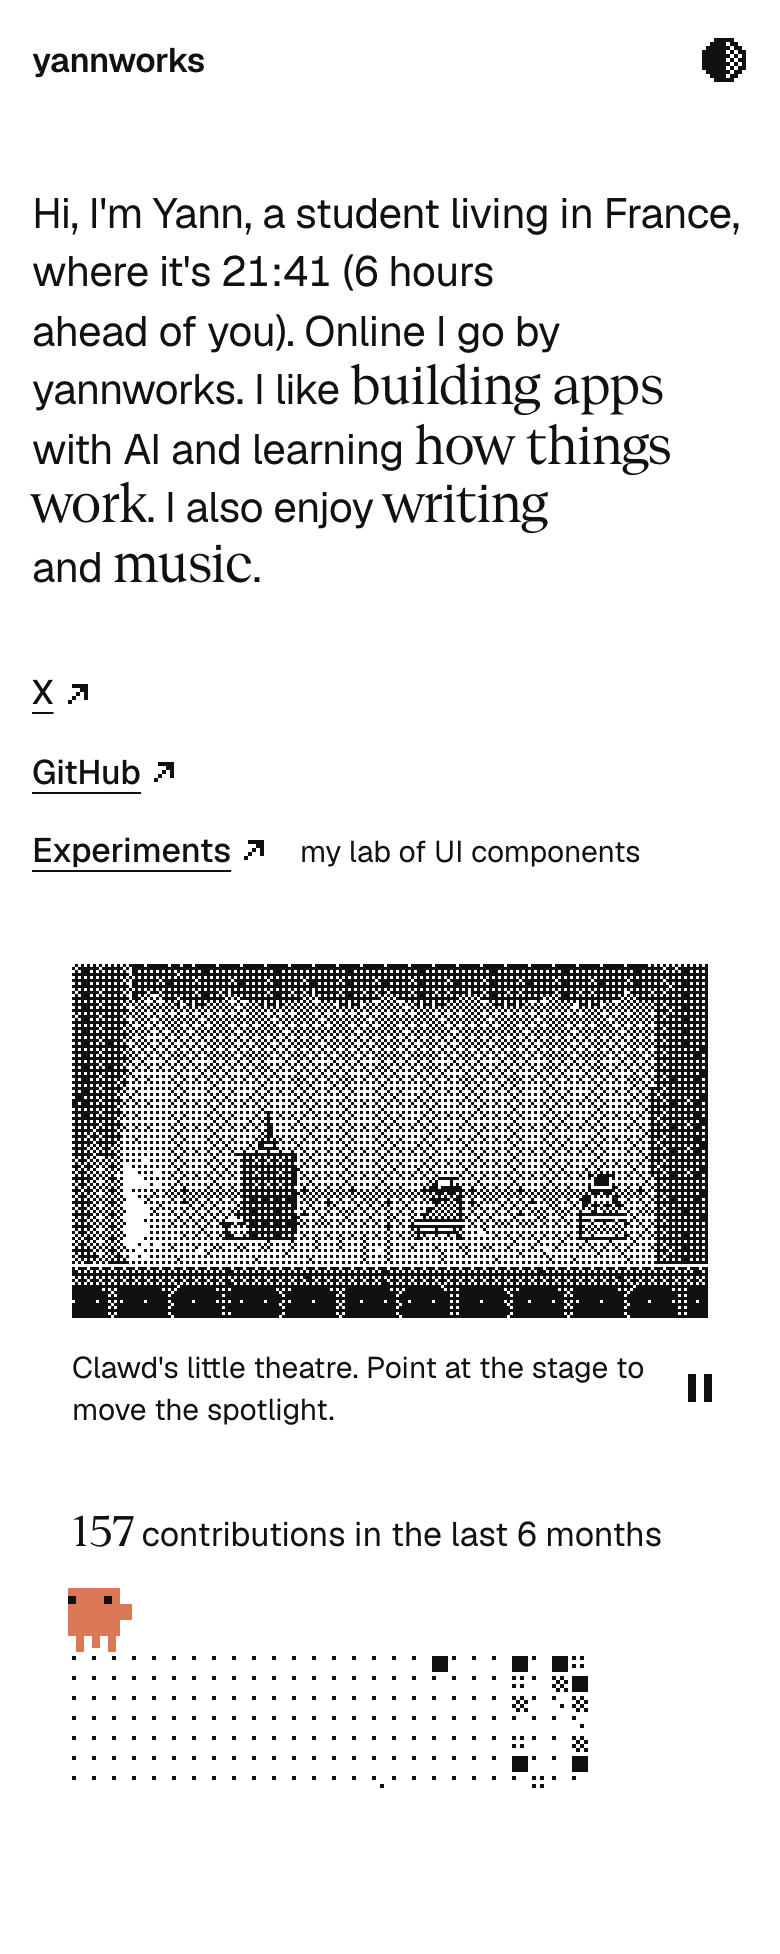 yannworks
Hi, I'm Yann, a student living in France,
where it's 21:41 (6 hours
ahead of you). Online I go by
yannworks. I like building apps
with AI and learning how things
work. I also enjoy writing
and music.
X
GitHub
Experiments my lab of UI components
Clawd's little theatre. Point at the stage to
move the spotlight.
157 contributions in the last 6 months